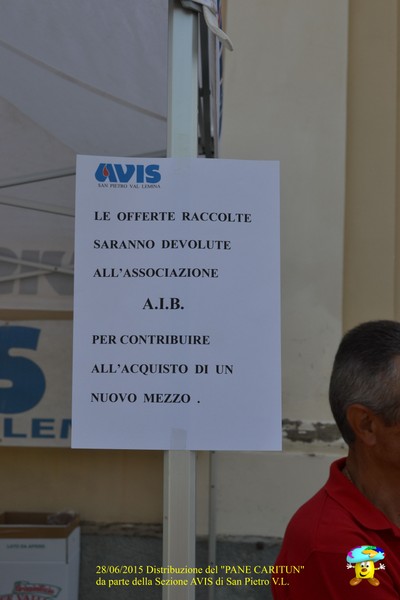 AVIS
SAN PIETRO VAL LEMINA
LE OFFERTE RACCOLTE
SARANNO DEVOLUTE
ALL'ASSOCIAZIONE
A.I.B.
PER CONTRIBUIRE
ALL'ACQUISTO DI UN
NUOVO MEZZO .
S
LEM
28/06/2015 Distribuzione del "PANE CARITUN"
da parte della Sezione AVIS di San Pietro V.L.